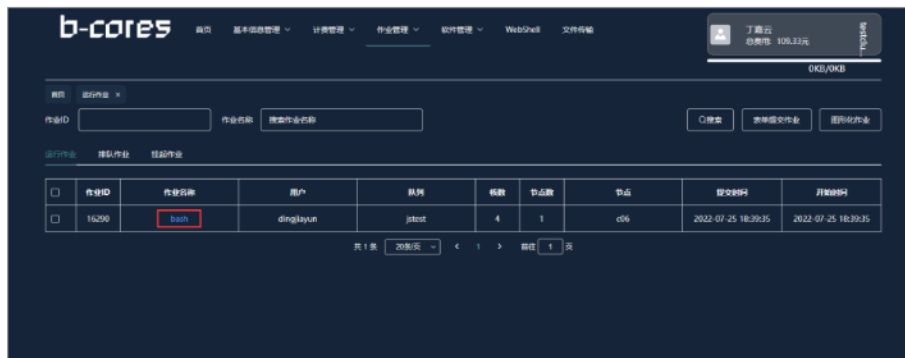 b-cores 首页 基本信息管理 计费管理 作业管理 软件管理 WebShell 文件传输 丁嘉云
总费用: 109.33元
0KB/0KB
首页 运行作业 ×
作业ID 作业名称 搜索作业名称 搜索 表单提交作业 图形化作业
运行作业 排队作业 挂起作业
作业ID 作业名称 用户 队列 核数 节点数 节点 提交时间 开始时间
16290 bash dingjiayun jstest 4 1 c06 2022-07-25 18:39:35 2022-07-25 18:39:35
共 1 条 20条/页 < 1 > 前往 1 页